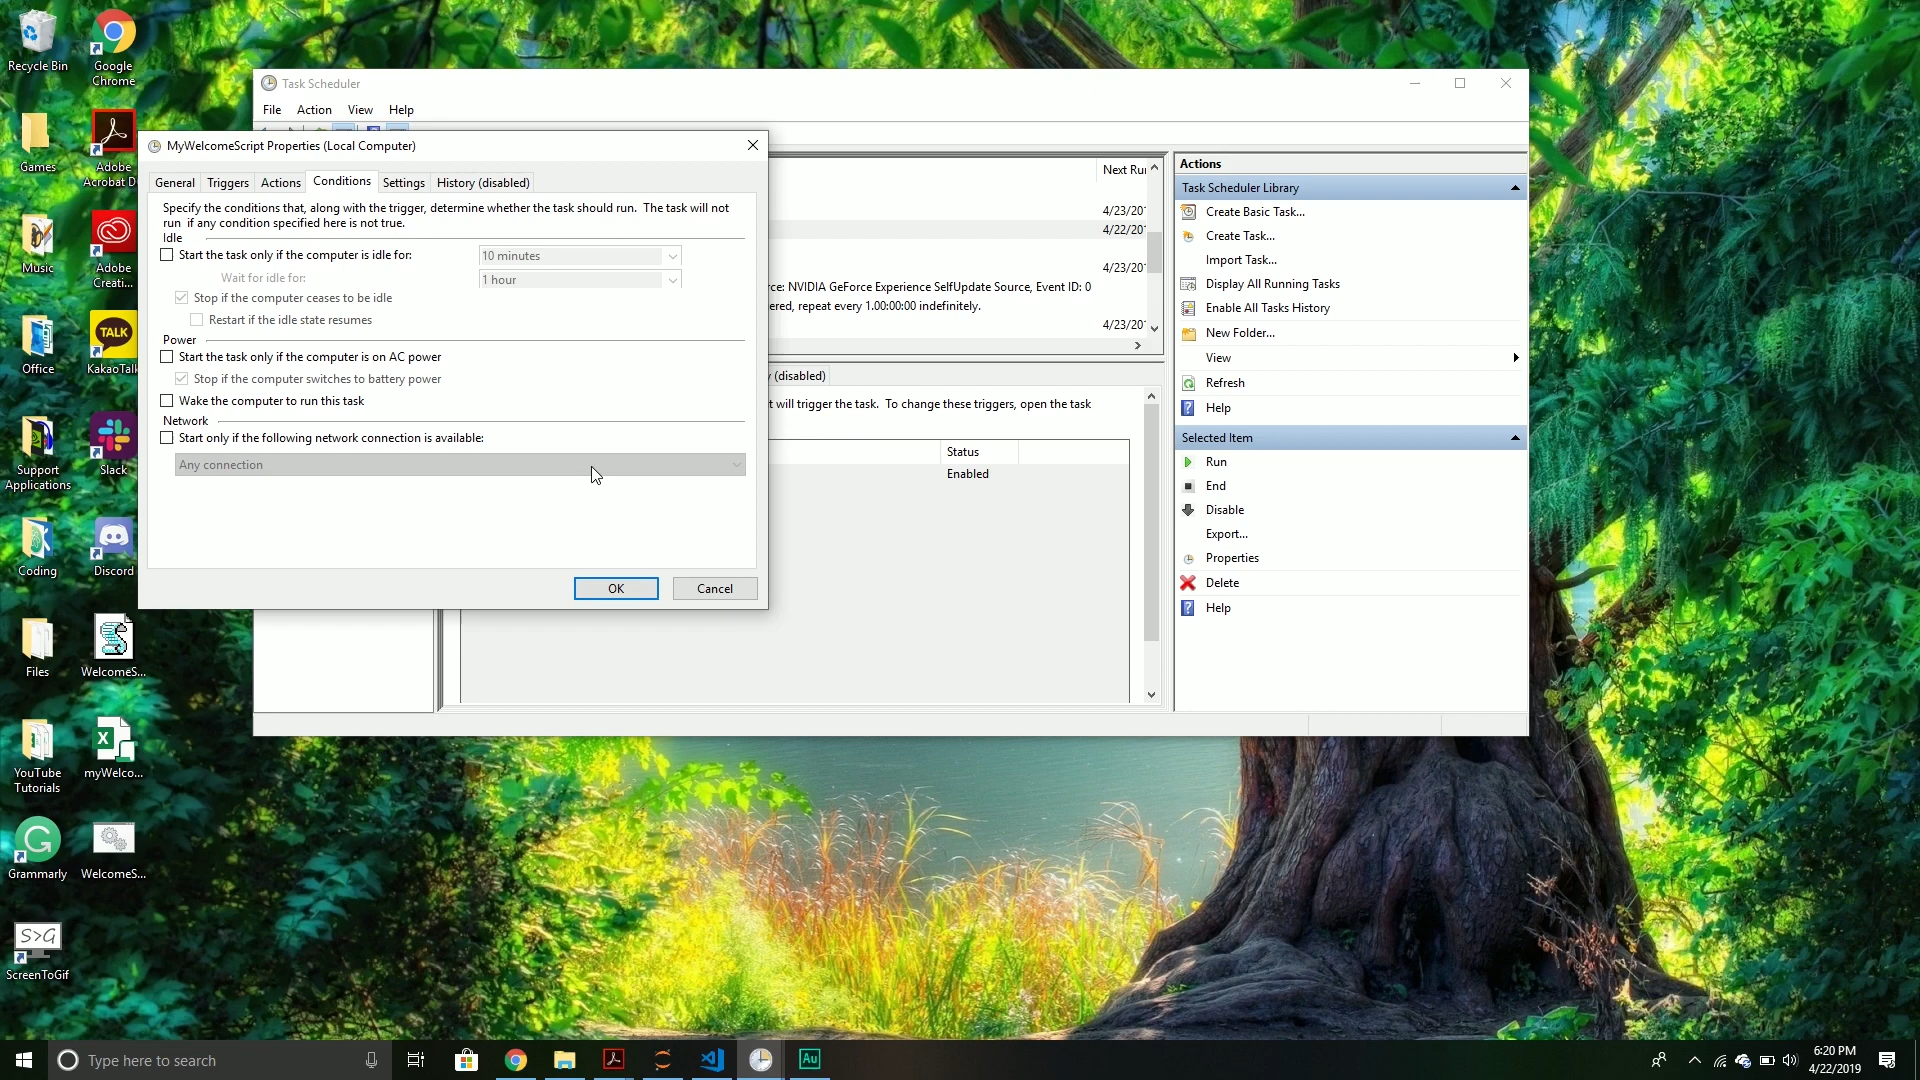 Recycle Bin
Google
Chrome
Games
Adobe
Acrobat D
Music
Adobe
Creati...
Office
TALK
KakaoTalk
Support
Applications
Slack
Coding
Discord
Files
WelcomeS...
YouTube
Tutorials
myWelco...
Grammarly
WelcomeS...
S>G
ScreenToGif
Task Scheduler
File
Action
View
Help
MyWelcomeScript Properties (Local Computer)
General
Triggers
Actions
Conditions
Settings
History (disabled)
Specify the conditions that, along with the trigger, determine whether the task should run.  The task will not
run  if any condition specified here is not true.
Idle
Start the task only if the computer is idle for:
10 minutes
Wait for idle for:
1 hour
Stop if the computer ceases to be idle
Restart if the idle state resumes
Power
Start the task only if the computer is on AC power
Stop if the computer switches to battery power
Wake the computer to run this task
Network
Start only if the following network connection is available:
Any connection
OK
Cancel
Next Ru
4/23/20
4/22/20
4/23/20
ce: NVIDIA GeForce Experience SelfUpdate Source, Event ID: 0
ered, repeat every 1.00:00:00 indefinitely.
4/23/20
(disabled)
t will trigger the task.  To change these triggers, open the task
Status
Enabled
Actions
Task Scheduler Library
Create Basic Task...
Create Task...
Import Task...
Display All Running Tasks
Enable All Tasks History
New Folder...
View
Refresh
Help
Selected Item
Run
End
Disable
Export...
Properties
Delete
Help
Type here to search
Au
6:20 PM
4/22/2019